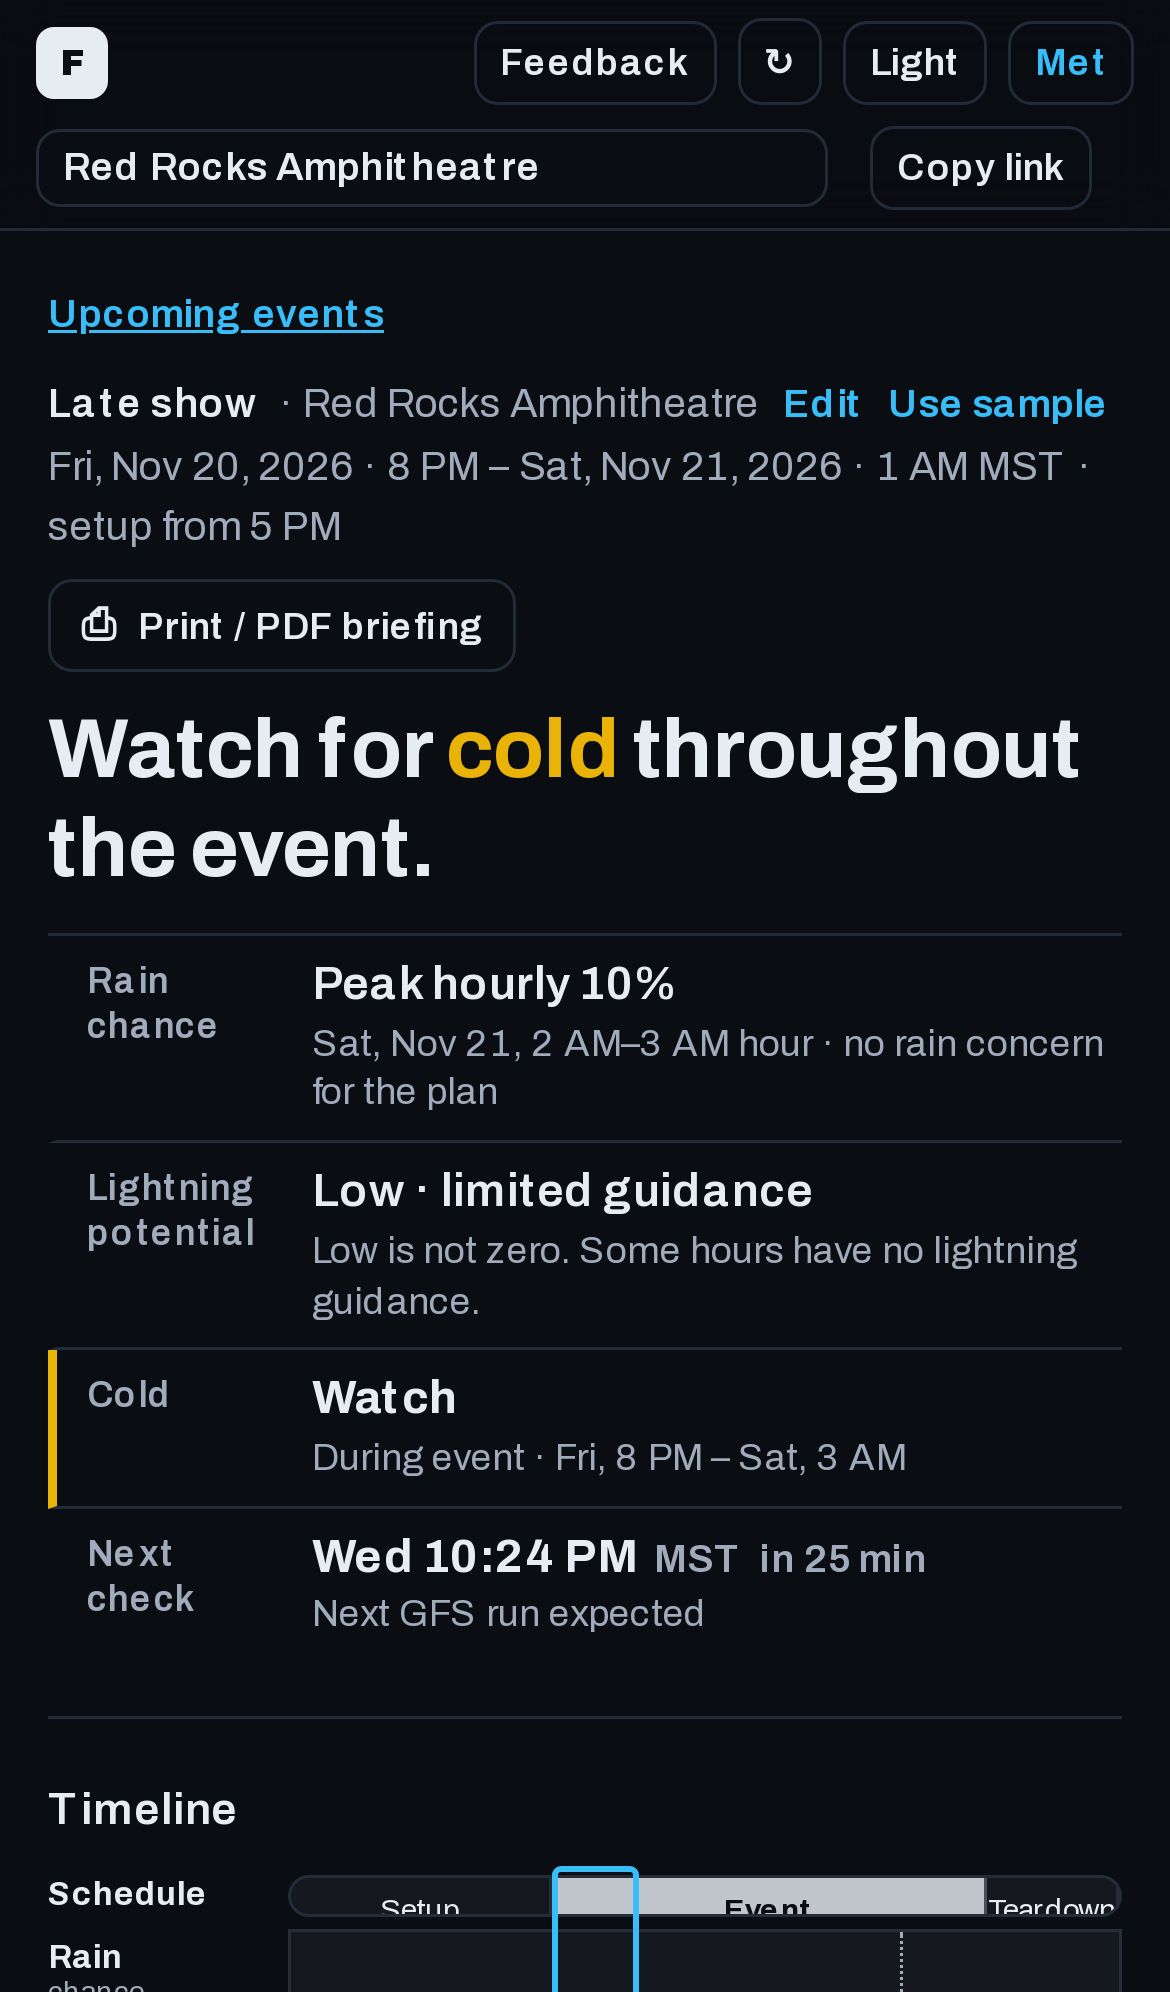 F
Feedback ↻ Light Met
Red Rocks Amphitheatre Copy link
Upcoming events
Late show · Red Rocks Amphitheatre Edit Use sample
Fri, Nov 20, 2026 · 8 PM – Sat, Nov 21, 2026 · 1 AM MST ·
setup from 5 PM
Print / PDF briefing
Watch for cold throughout
the event.
Rain
chance
Peak hourly 10%
Sat, Nov 21, 2 AM–3 AM hour · no rain concern
for the plan
Lightning
potential
Low · limited guidance
Low is not zero. Some hours have no lightning
guidance.
Cold
Watch
During event · Fri, 8 PM – Sat, 3 AM
Next
check
Wed 10:24 PM MST in 25 min
Next GFS run expected
Timeline
Schedule
Setup Event Teardown
Rain
chance